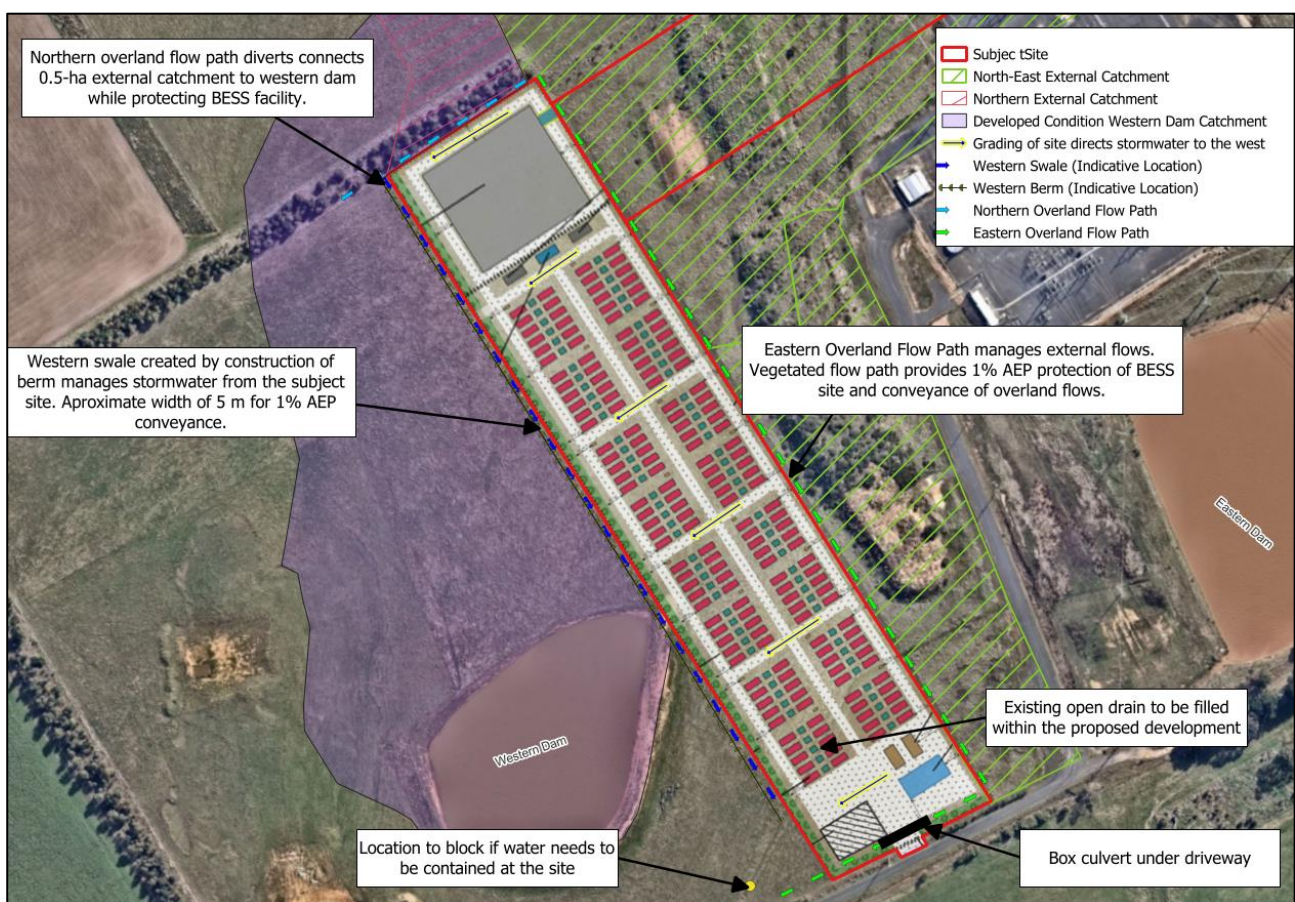 Northern overland flow path diverts connects
0.5-ha external catchment to western dam
while protecting BESS facility.
Subjec tSite
North-East External Catchment
Northern External Catchment
Developed Condition Western Dam Catchment
Grading of site directs stormwater to the west
Western Swale (Indicative Location)
Western Berm (Indicative Location)
Northern Overland Flow Path
Eastern Overland Flow Path
Western swale created by construction of
berm manages stormwater from the subject
site. Aproximate width of 5 m for 1% AEP
conveyance.
Eastern Overland Flow Path manages external flows.
Vegetated flow path provides 1% AEP protection of BESS
site and conveyance of overland flows.
Eastern Dam
Western Dam
Existing open drain to be filled
within the proposed development
Location to block if water needs to
be contained at the site
Box culvert under driveway